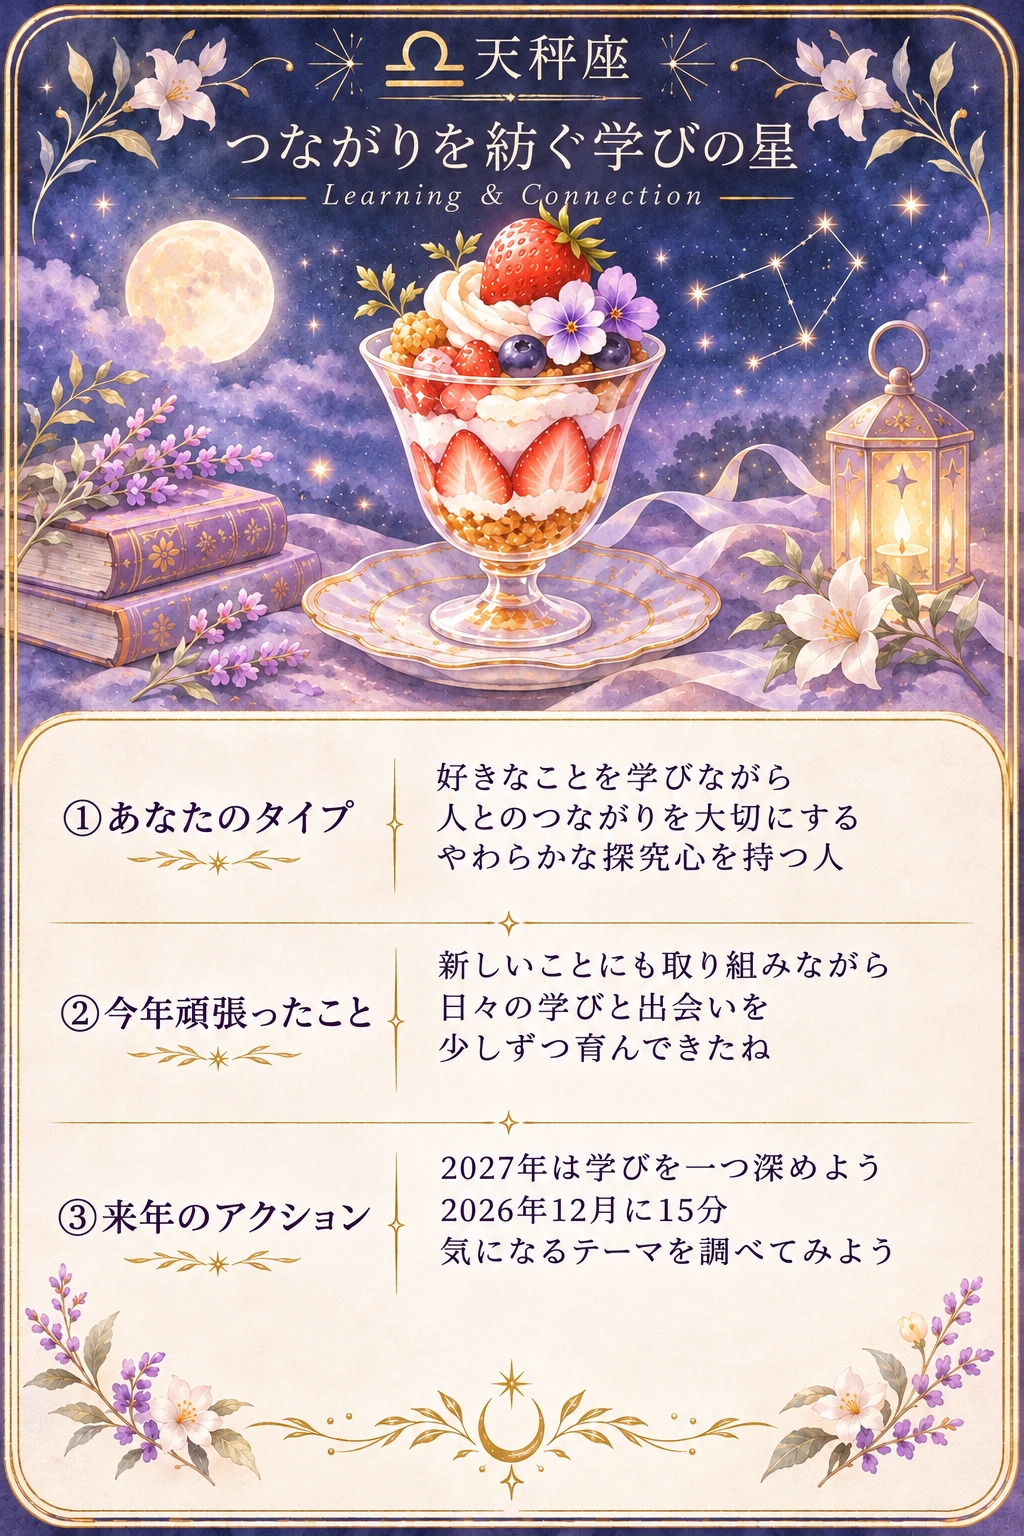 ♎ 天秤座
つながりを紡ぐ学びの星
Learning & Connection
①あなたのタイプ
好きなことを学びながら
人とのつながりを大切にする
やわらかな探究心を持つ人
②今年頑張ったこと
新しいことにも取り組みながら
日々の学びと出会いを
少しずつ育んできたね
③来年のアクション
2027年は学びを一つ深めよう
2026年12月に15分
気になるテーマを調べてみよう